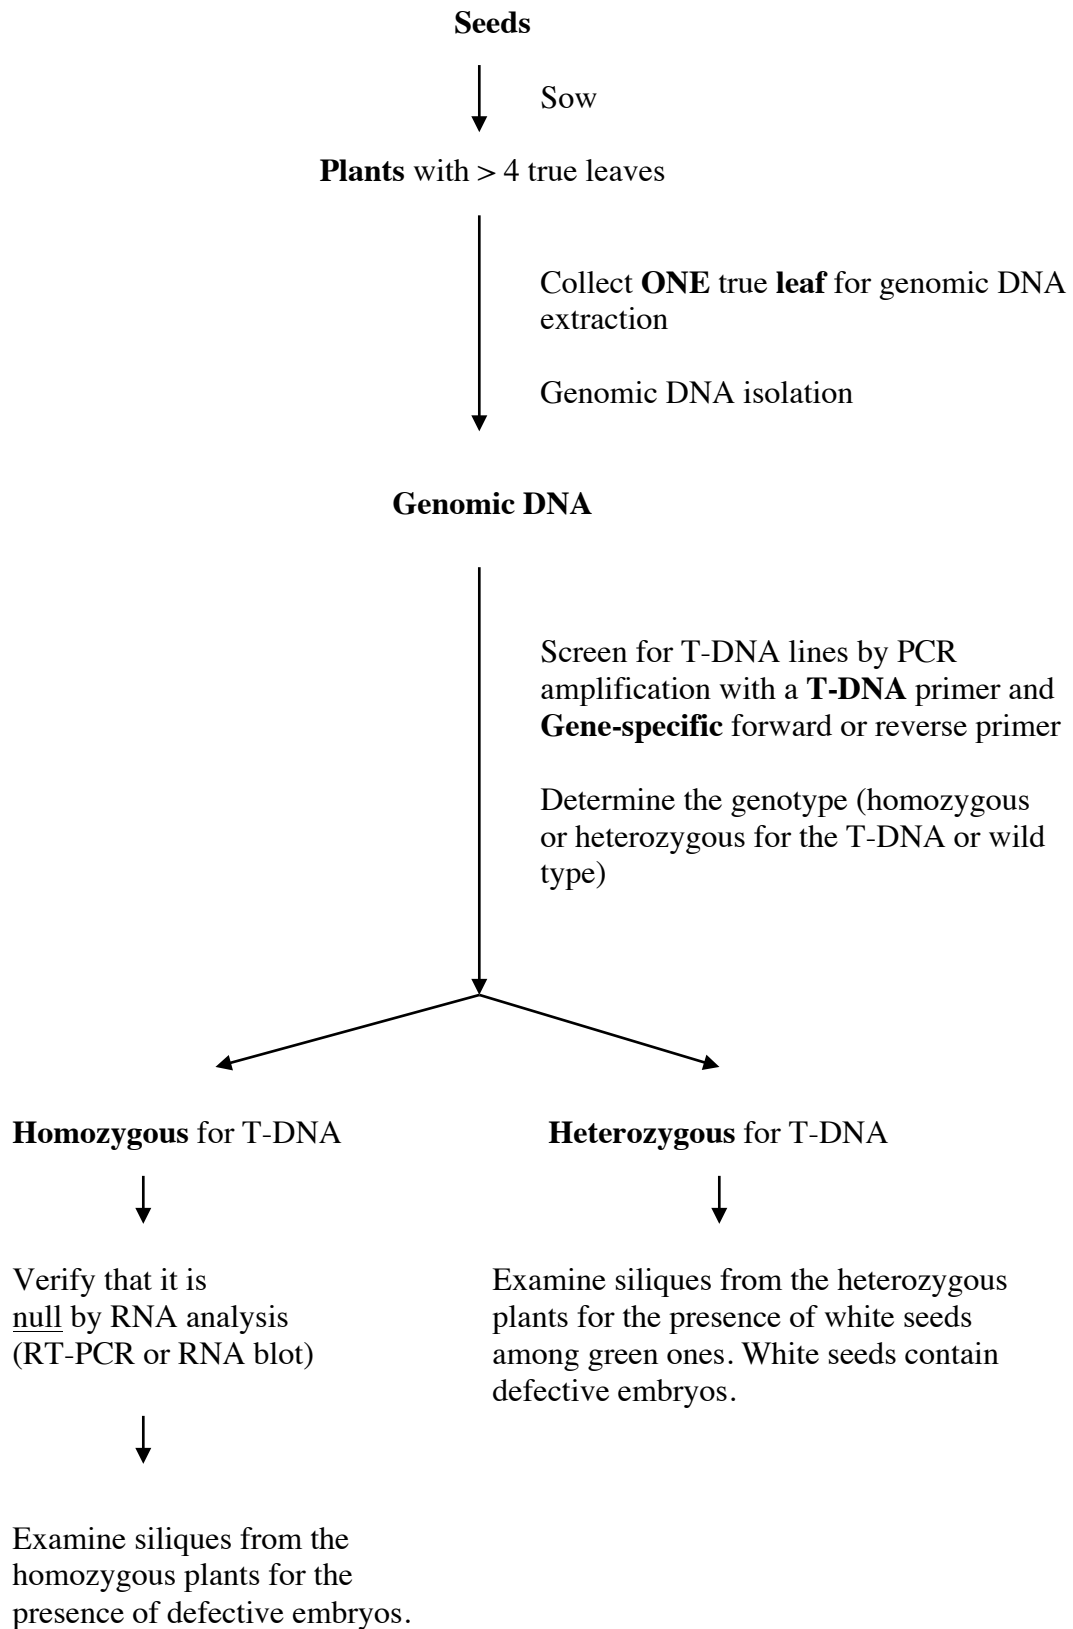 Seeds
Sow
Plants with > 4 true leaves
Collect ONE true leaf for genomic DNA
extraction
Genomic DNA isolation
Genomic DNA
Screen for T-DNA lines by PCR
amplification with a T-DNA primer and
Gene-specific forward or reverse primer
Determine the genotype (homozygous
or heterozygous for the T-DNA or wild
type)
Homozygous for T-DNA
Verify that it is
null by RNA analysis
(RT-PCR or RNA blot)
Examine siliques from the
homozygous plants for the
presence of defective embryos.
Heterozygous for T-DNA
Examine siliques from the heterozygous
plants for the presence of white seeds
among green ones. White seeds contain
defective embryos.